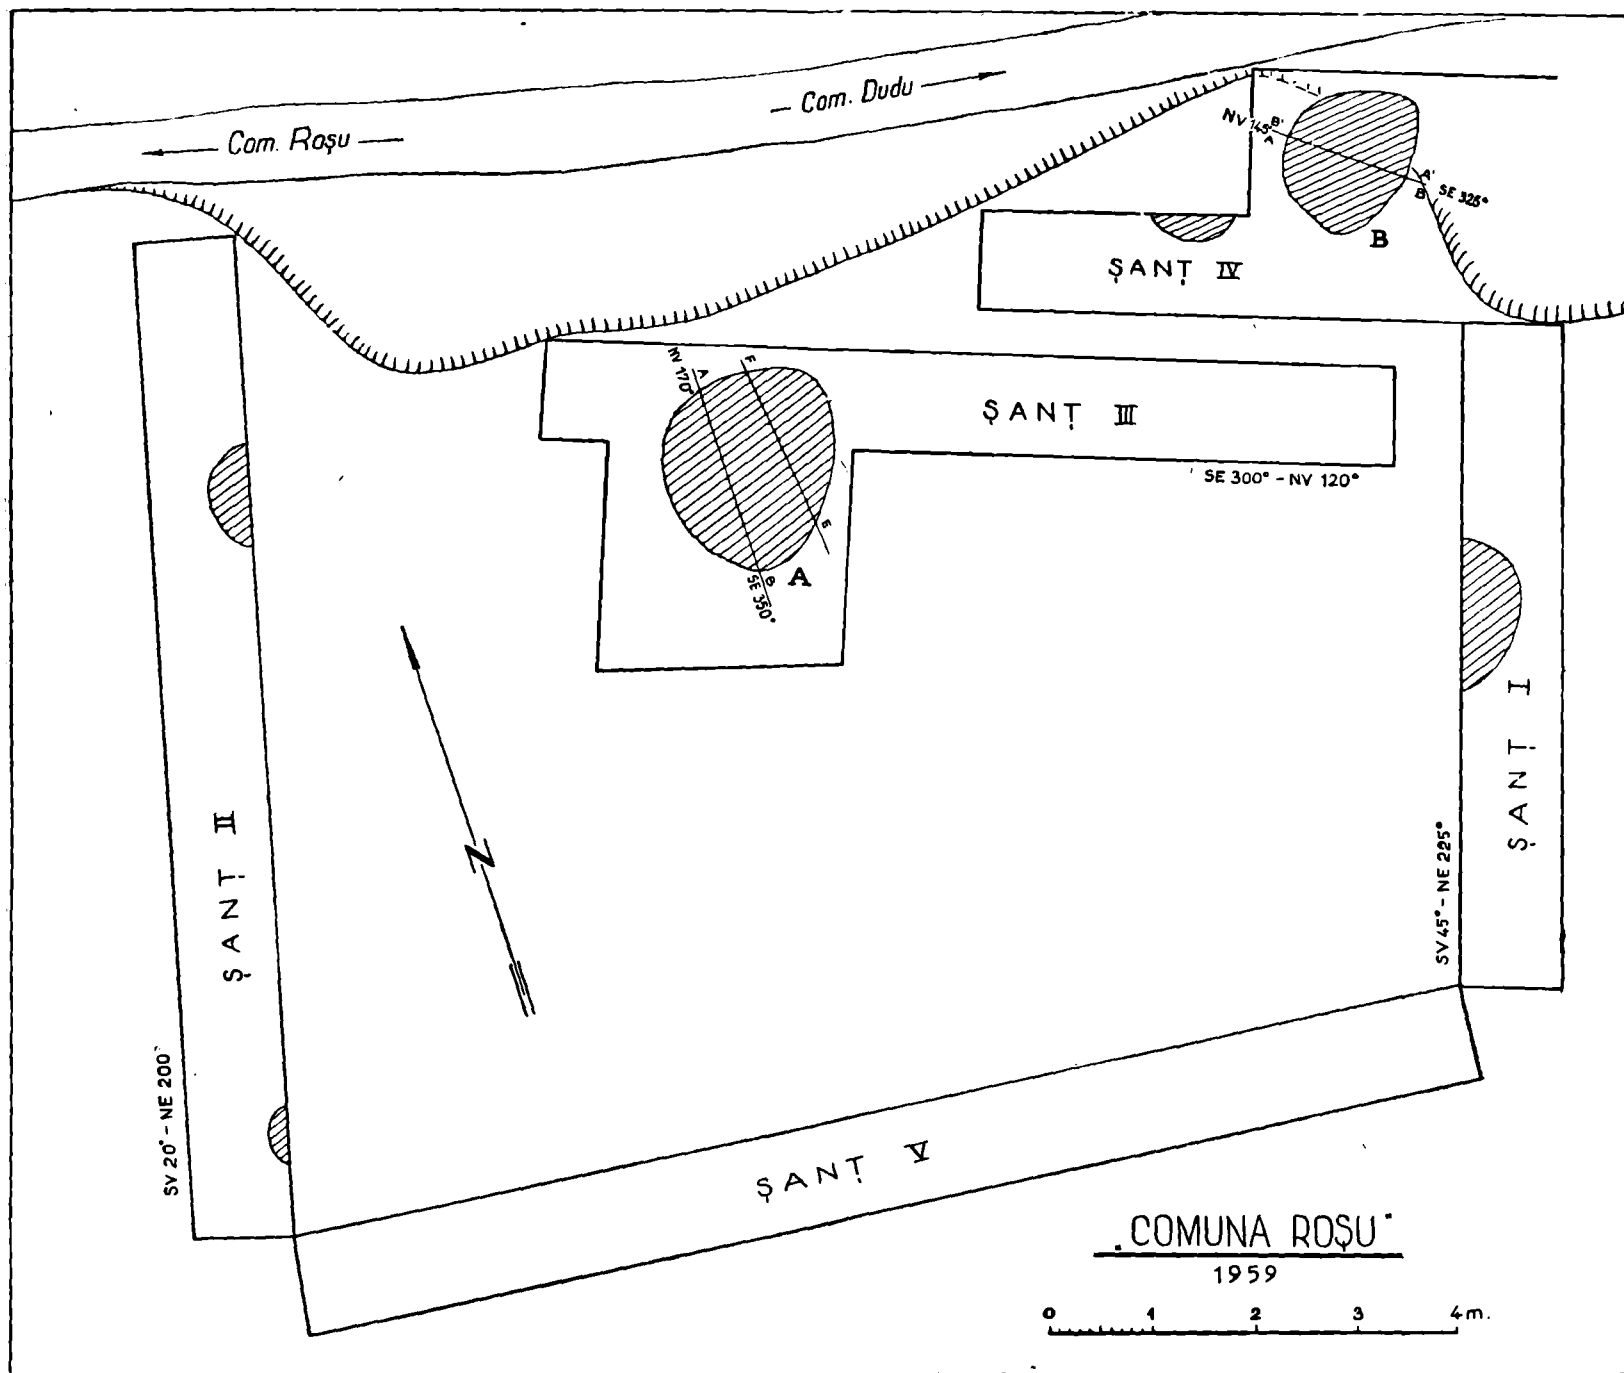 Com. Dudu
Com. Roşu
NV 145°
B'
A
A'
B
SE 325°
B
ŞANŢ IV
NV 170°
A
F
ŞANŢ III
SE 300° - NV 120°
E
B
SE 350°
A
ŞANŢ I
ŞANŢ II
SV 45° - NE 225°
N
SV 20° - NE 200°
ŞANŢ V
"COMUNA ROŞU"
1959
0 1 2 3 4 m.